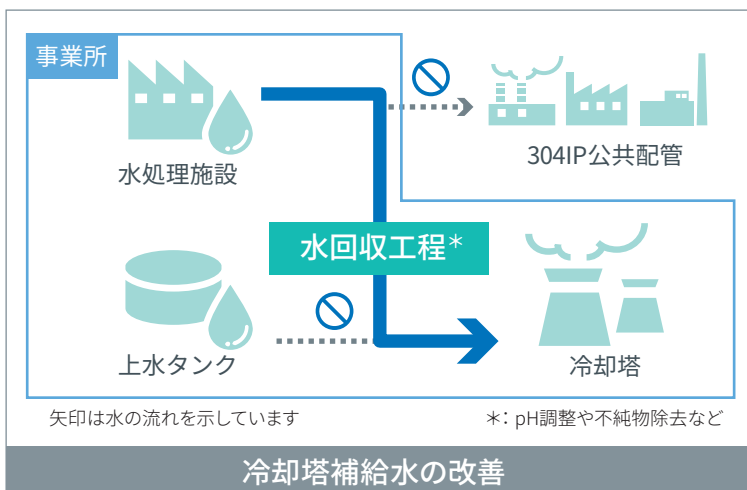 事業所
水処理施設
304IP公共配管
水回収工程＊
上水タンク
冷却塔
矢印は水の流れを示しています
＊：pH調整や不純物除去など
冷却塔補給水の改善